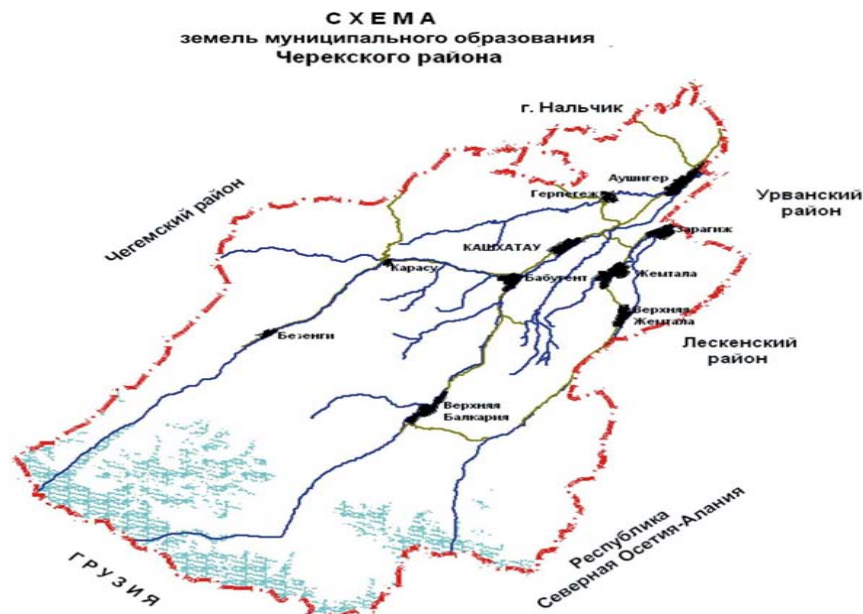 С Х Е М А
земель муниципального образования
Черекского района
г. Нальчик
Аушигер
Герпегеж
Урванский
район
Чегемский район
Зарагиж
КАШХАТАУ
Карасу
Бабугент
Жемтала
Верхняя
Жемтала
Безенги
Лескенский
район
Верхняя
Балкария
Республика
Северная Осетия-Алания
ГРУЗИЯ